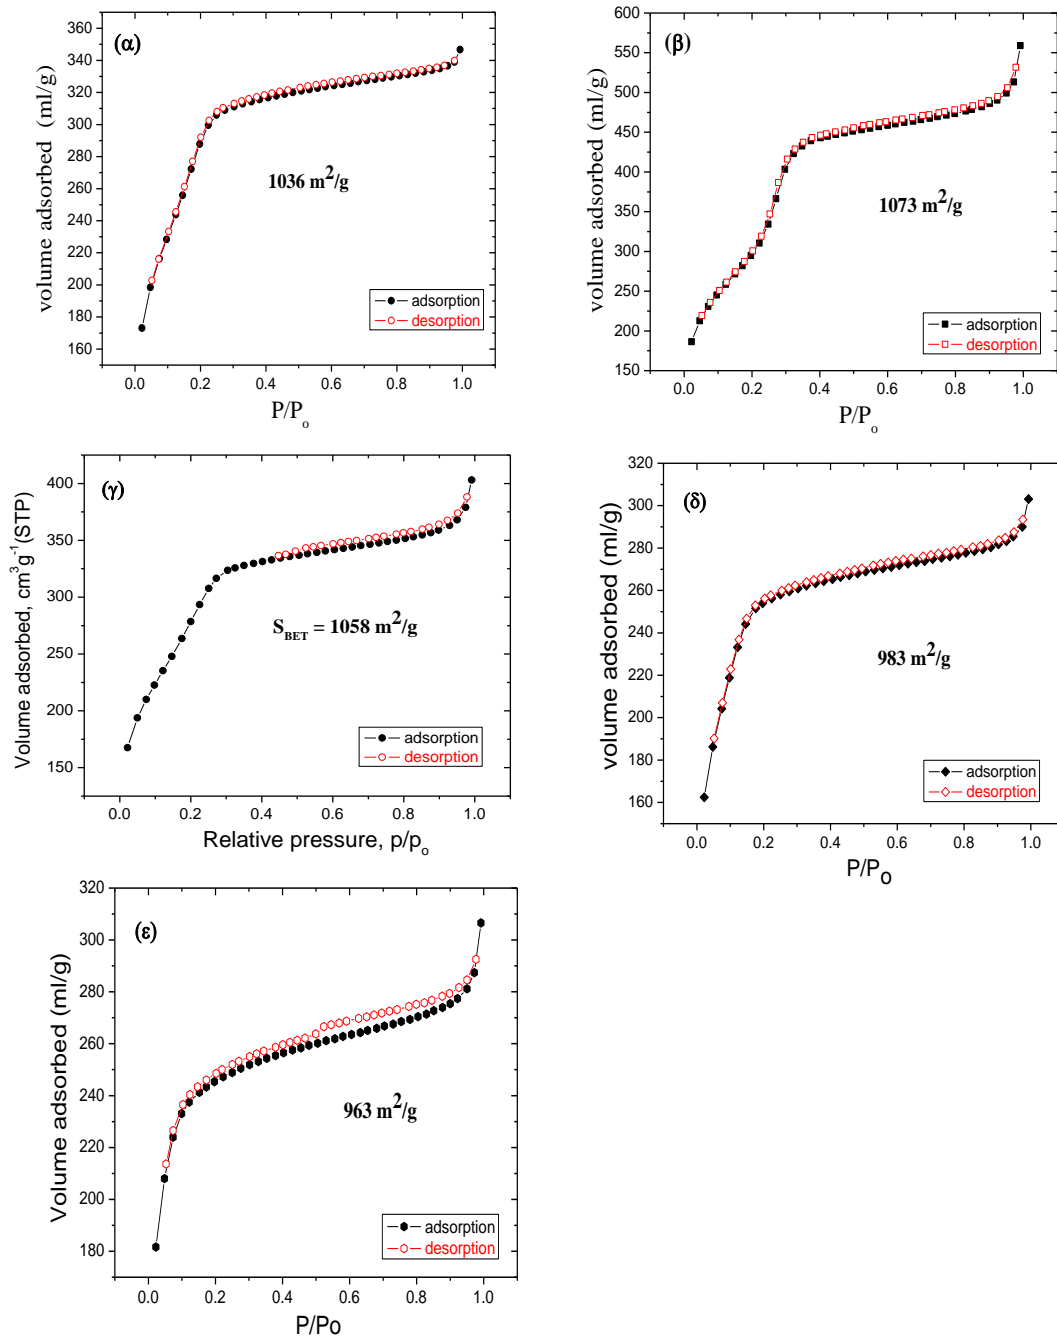 (α)
360
340
320
300
280
260
240
220
200
180
160
volume adsorbed (ml/g)
1036 m²/g
adsorption
desorption
0.0 0.2 0.4 0.6 0.8 1.0
P/Po
(β)
600
550
500
450
400
350
300
250
200
150
volume adsorbed (ml/g)
1073 m²/g
adsorption
desorption
0.0 0.2 0.4 0.6 0.8 1.0
P/Po
(γ)
400
350
300
250
200
150
Volume adsorbed, cm³g⁻¹(STP)
S_BET = 1058 m²/g
adsorption
desorption
0.0 0.2 0.4 0.6 0.8 1.0
Relative pressure, p/po
(δ)
320
300
280
260
240
220
200
180
160
volume adsorbed (ml/g)
983 m²/g
adsorption
desorption
0.0 0.2 0.4 0.6 0.8 1.0
P/Po
(ε)
320
300
280
260
240
220
200
180
Volume adsorbed (ml/g)
963 m²/g
adsorption
desorption
0.0 0.2 0.4 0.6 0.8 1.0
P/Po